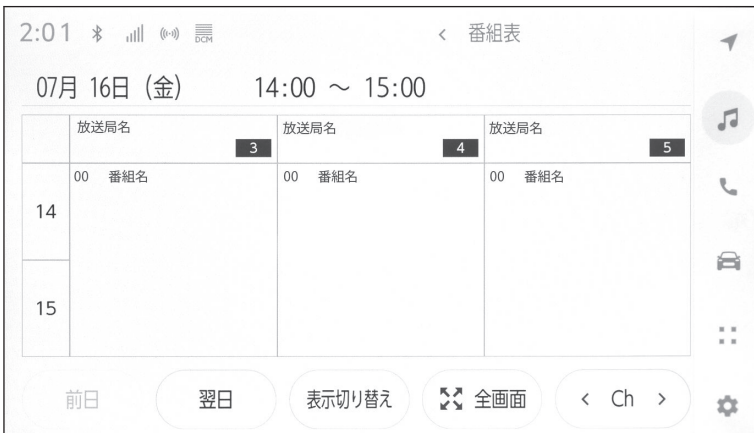 2:01 DCM < 番組表
07月 16日 (金) 14:00 ～ 15:00
放送局名 3 放送局名 4 放送局名 5
00 番組名 00 番組名 00 番組名
14
15
前日 翌日 表示切り替え 全画面 < Ch >